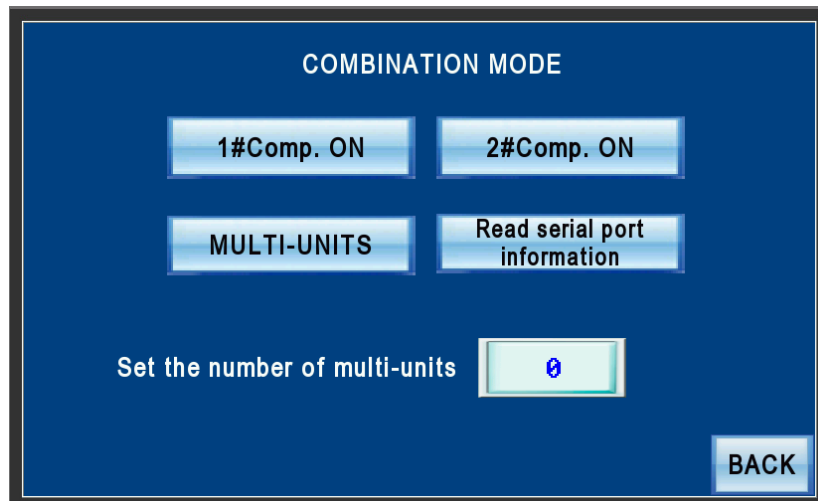 COMBINATION MODE
1#Comp. ON
2#Comp. ON
MULTI-UNITS
Read serial port
information
Set the number of multi-units
0
BACK